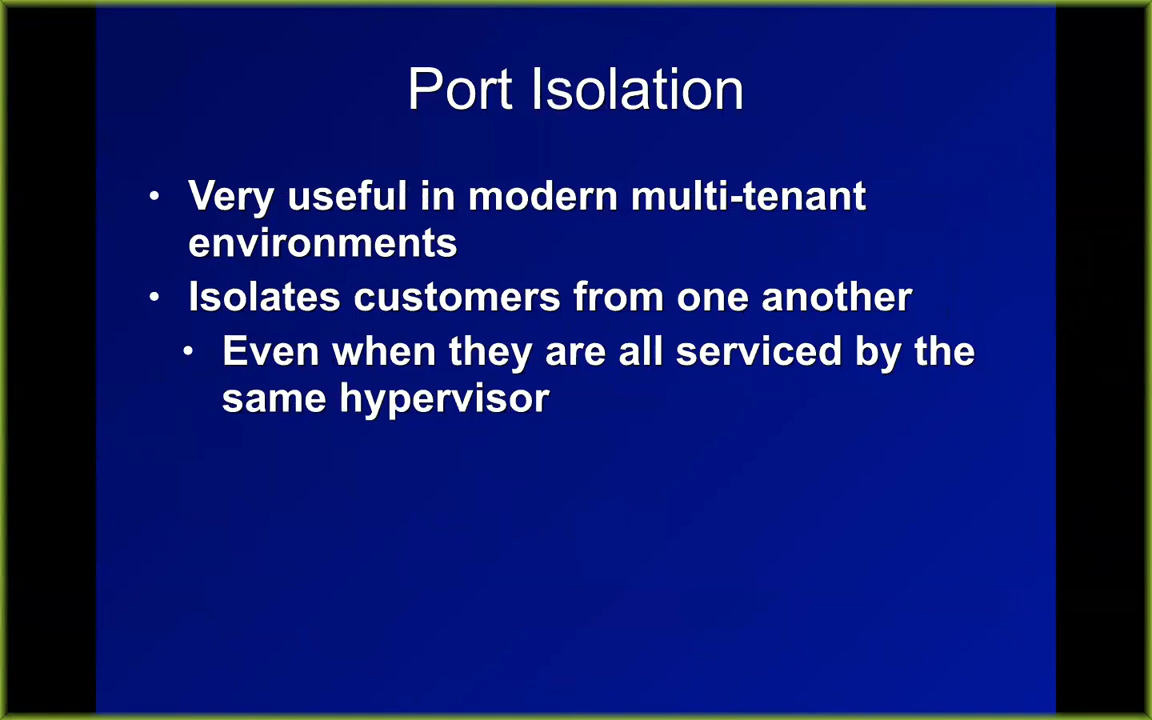 Port Isolation
• Very useful in modern multi-tenant
environments
• Isolates customers from one another
• Even when they are all serviced by the
same hypervisor